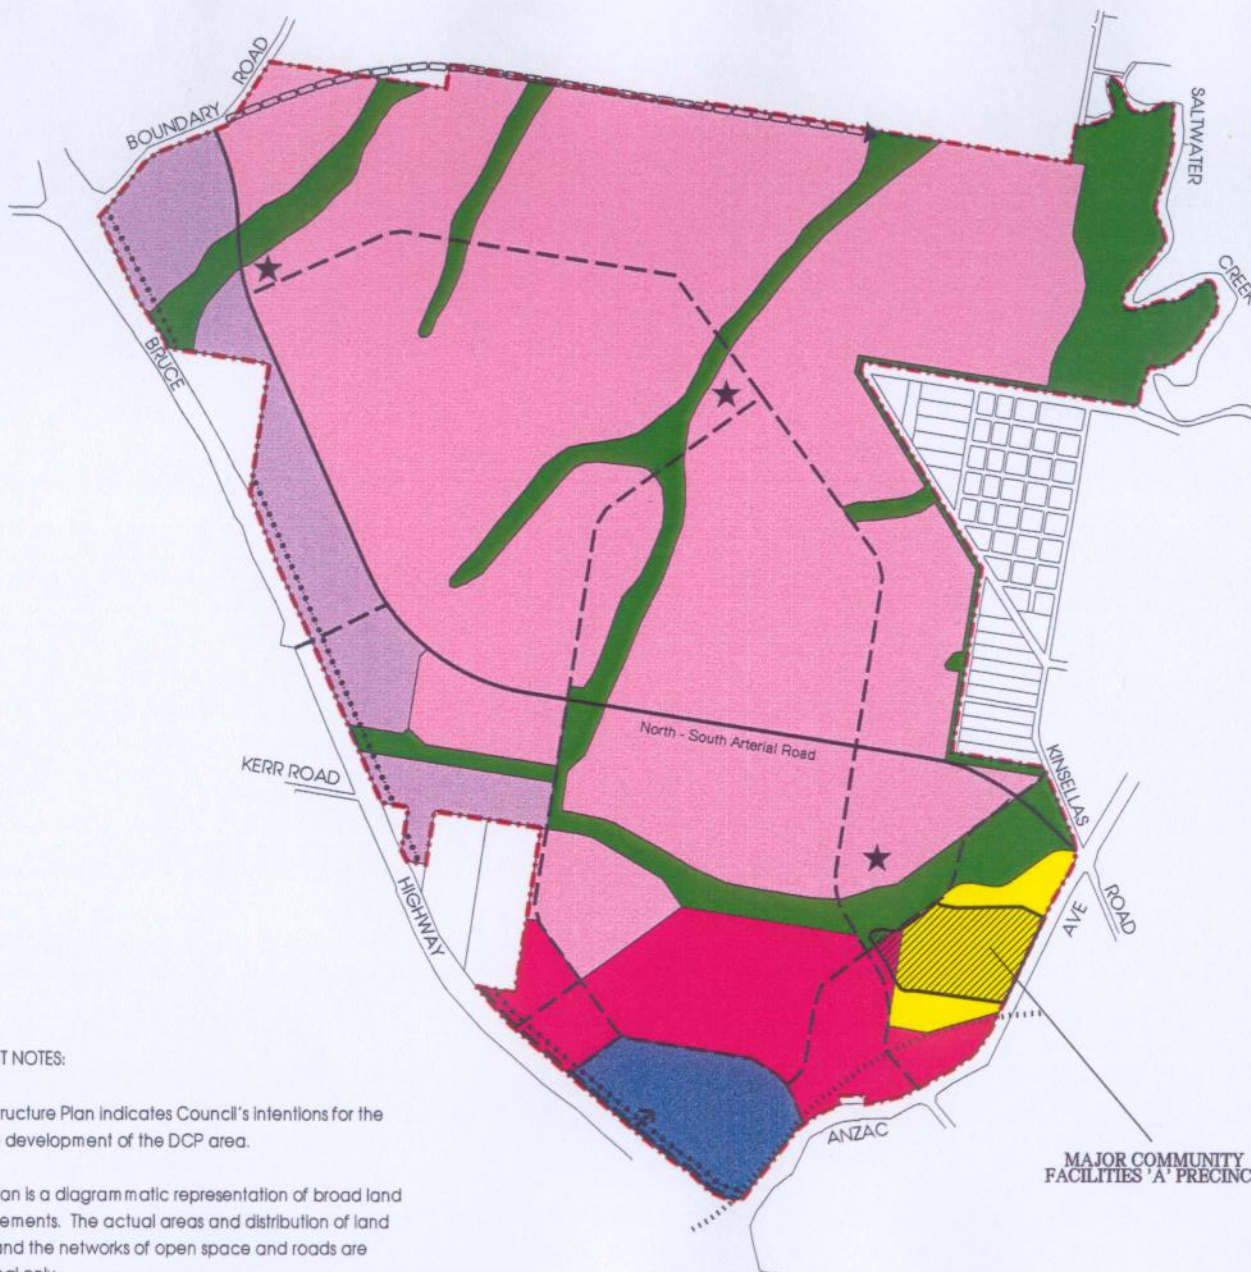 BOUNDARY ROAD
SALTWATER
CREEK
BRUCE
North - South Arterial Road
KERR ROAD
KINSELLAS
HIGHWAY
ROAD
AVE
T NOTES:
ructure Plan indicates Council's intentions for the
development of the DCP area.
ANZAC
MAJOR COMMUNITY
FACILITIES 'A' PRECINC
an is a diagrammatic representation of broad land
ements. The actual areas and distribution of land
and the networks of open space and roads are